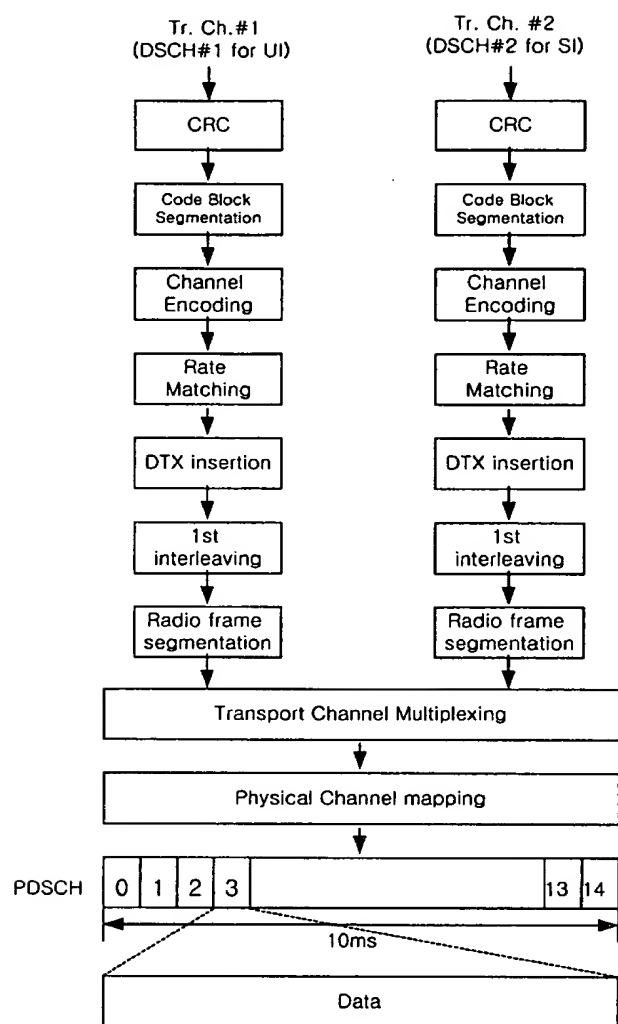 Tr. Ch.#1
(DSCH#1 for UI)
Tr. Ch. #2
(DSCH#2 for SI)
CRC
CRC
Code Block
Segmentation
Code Block
Segmentation
Channel
Encoding
Channel
Encoding
Rate
Matching
Rate
Matching
DTX insertion
DTX insertion
1st
interleaving
1st
interleaving
Radio frame
segmentation
Radio frame
segmentation
Transport Channel Multiplexing
Physical Channel mapping
PDSCH 0 1 2 3 13 14
10ms
Data